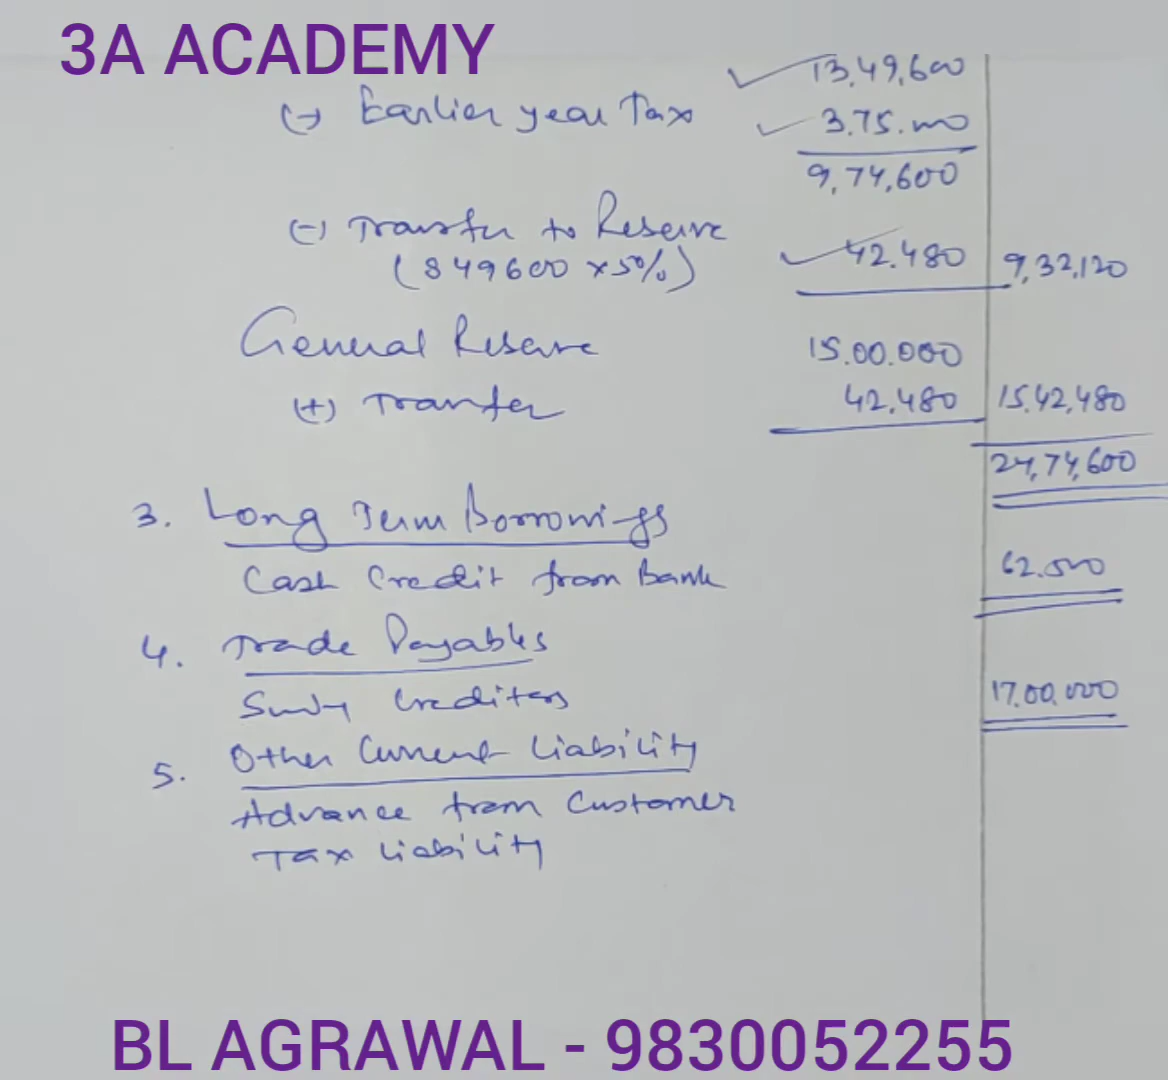 3A ACADEMY
13,49,600
(-) Earlier year Tax 3.75.000
9,74,600
(-) Transfer to Reserve
(849600 x 5%) 42.480 9,32,120
General Reserve 15.00.000
(+) Transfer 42,480 15,42,480
24,74,600
3. Long Term Borrowings
Cash Credit from Bank 62.500
4. Trade Payables
Sundry Creditors 17.00.000
5. Other Current Liability
Advance from Customer
Tax Liability
BL AGRAWAL - 9830052255